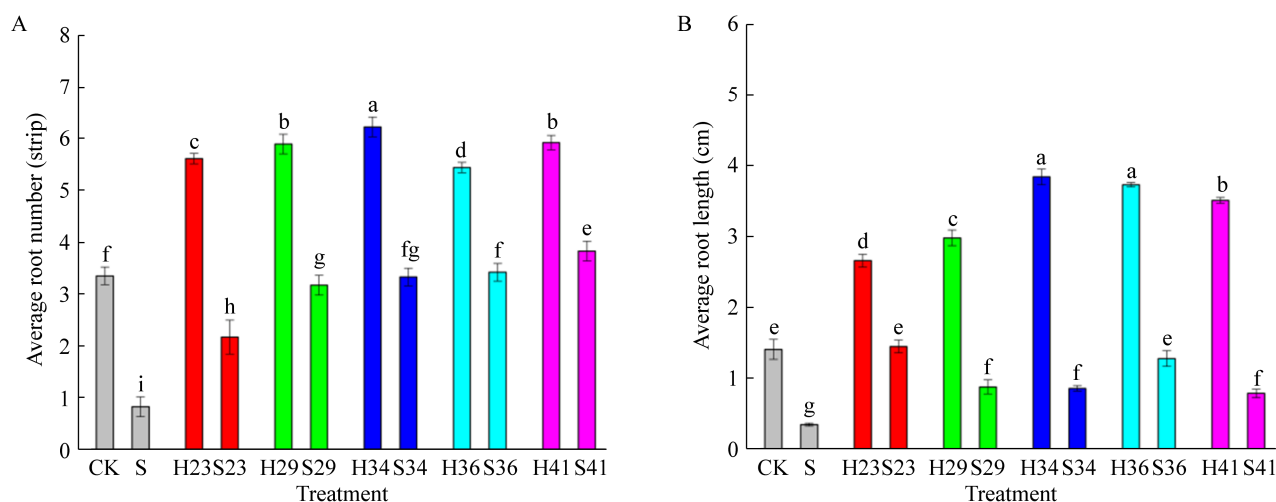 A
8
7
6
5
4
3
2
1
0
Average root number (strip)
f
i
c
h
b
g
a
fg
d
f
b
e
CK S H23 S23 H29 S29 H34 S34 H36 S36 H41 S41
Treatment
B
6
5
4
3
2
1
0
Average root length (cm)
e
g
d
e
c
f
a
f
a
e
b
f
CK S H23 S23 H29 S29 H34 S34 H36 S36 H41 S41
Treatment